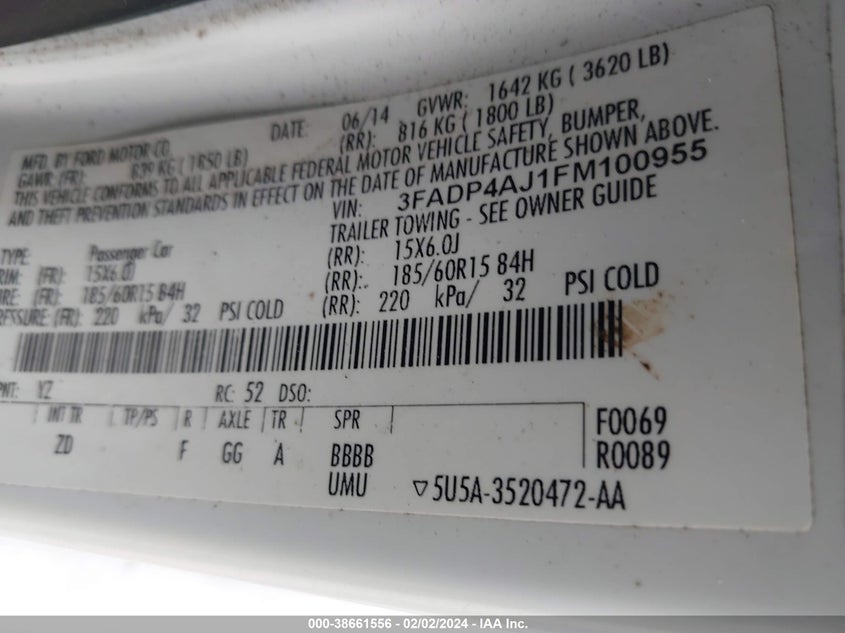 MFD. BY FORD MOTOR CO. DATE: 06/14 GVWR: 1642 KG ( 3620 LB)
GAWR (FR): 839 KG ( 1850 LB) (RR): 816 KG ( 1800 LB)
THIS VEHICLE CONFORMS TO ALL APPLICABLE FEDERAL MOTOR VEHICLE SAFETY, BUMPER,
AND THEFT PREVENTION STANDARDS IN EFFECT ON THE DATE OF MANUFACTURE SHOWN ABOVE.
VIN: 3FADP4AJ1FM100955
TRAILER TOWING - SEE OWNER GUIDE
TYPE: Passenger Car
RIM: (FR): 15X6.0J (RR): 15X6.0J
IRE: (FR): 185/60R15 84H (RR): 185/60R15 84H
RESSURE: (FR): 220 kPa/ 32 PSI COLD (RR): 220 kPa/ 32 PSI COLD
PNT: YZ RC: 52 DSO:
INT TR TP/PS R AXLE TR SPR F0069
ZD F GG A BBBB R0089
UMU ▽5U5A-3520472-AA
000-38661556 - 02/02/2024 - IAA Inc.